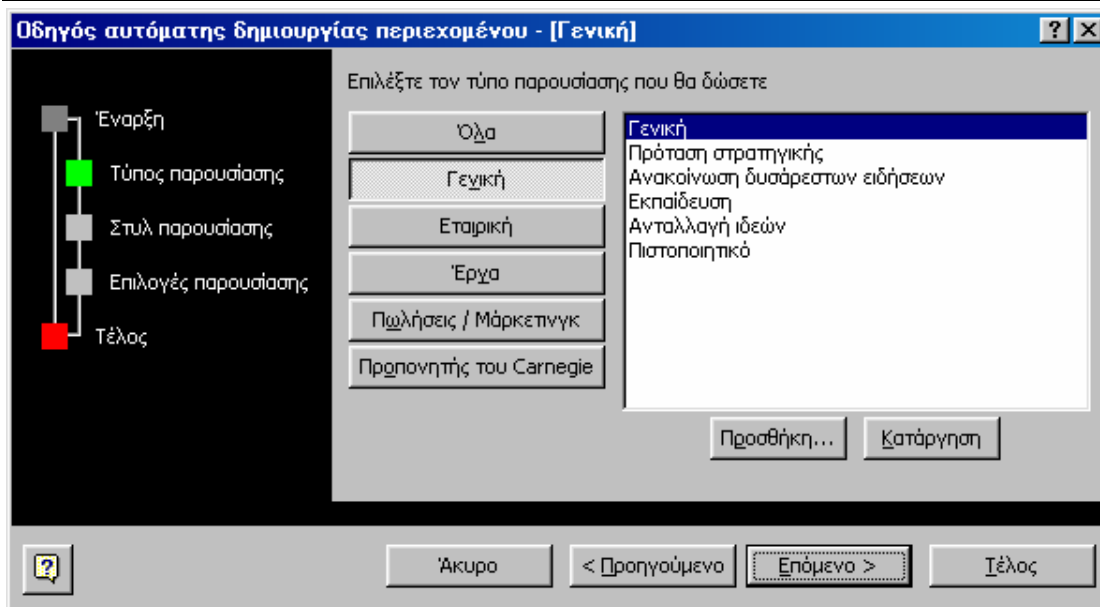 Οδηγός αυτόματης δημιουργίας περιεχομένου - [Γενική]
Έναρξη
Τύπος παρουσίασης
Στυλ παρουσίασης
Επιλογές παρουσίασης
Τέλος
Επιλέξτε τον τύπο παρουσίασης που θα δώσετε
Όλα
Γενική
Εταιρική
Έργα
Πωλήσεις / Μάρκετινγκ
Προπονητής του Carnegie
Γενική
Πρόταση στρατηγικής
Ανακοίνωση δυσάρεστων ειδήσεων
Εκπαίδευση
Ανταλλαγή ιδεών
Πιστοποιητικό
Προσθήκη...
Κατάργηση
Άκυρο
< Προηγούμενο
Επόμενο >
Τέλος